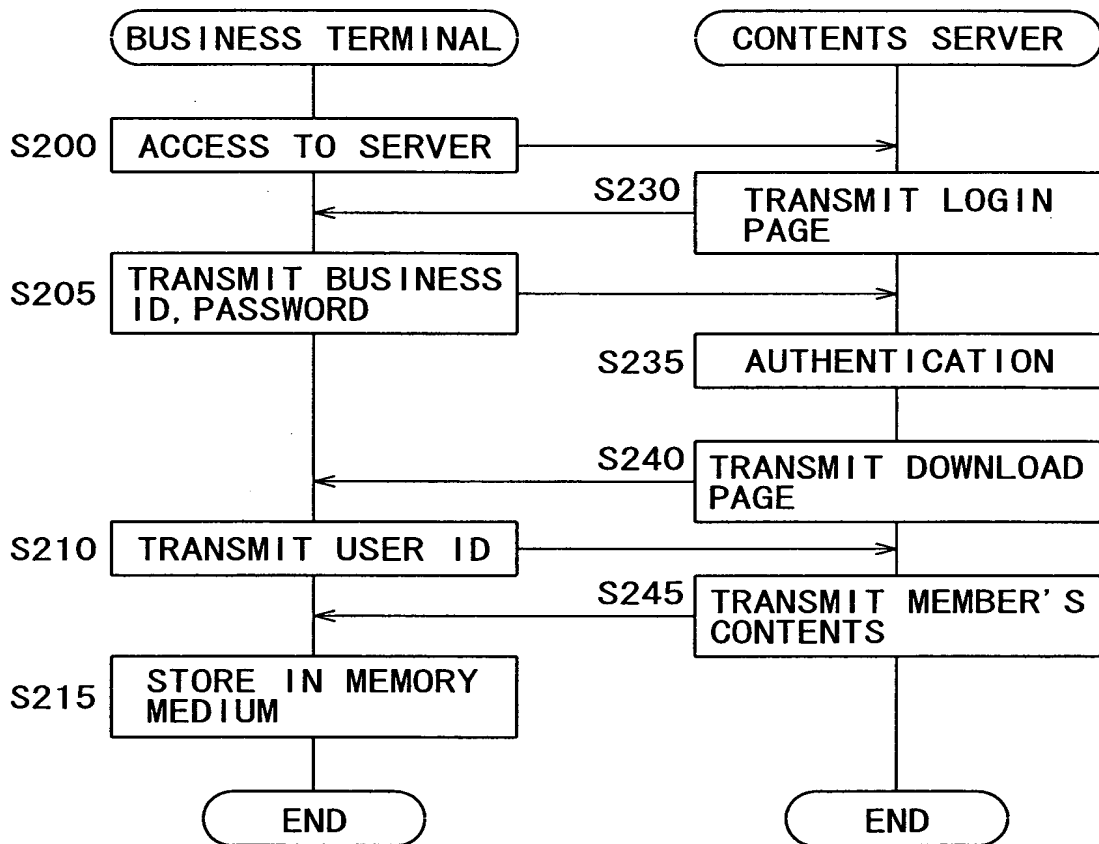 BUSINESS TERMINAL
CONTENTS SERVER
S200
ACCESS TO SERVER
S230
TRANSMIT LOGIN
PAGE
S205
TRANSMIT BUSINESS
ID, PASSWORD
S235
AUTHENTICATION
S240
TRANSMIT DOWNLOAD
PAGE
S210
TRANSMIT USER ID
S245
TRANSMIT MEMBER'S
CONTENTS
S215
STORE IN MEMORY
MEDIUM
END
END